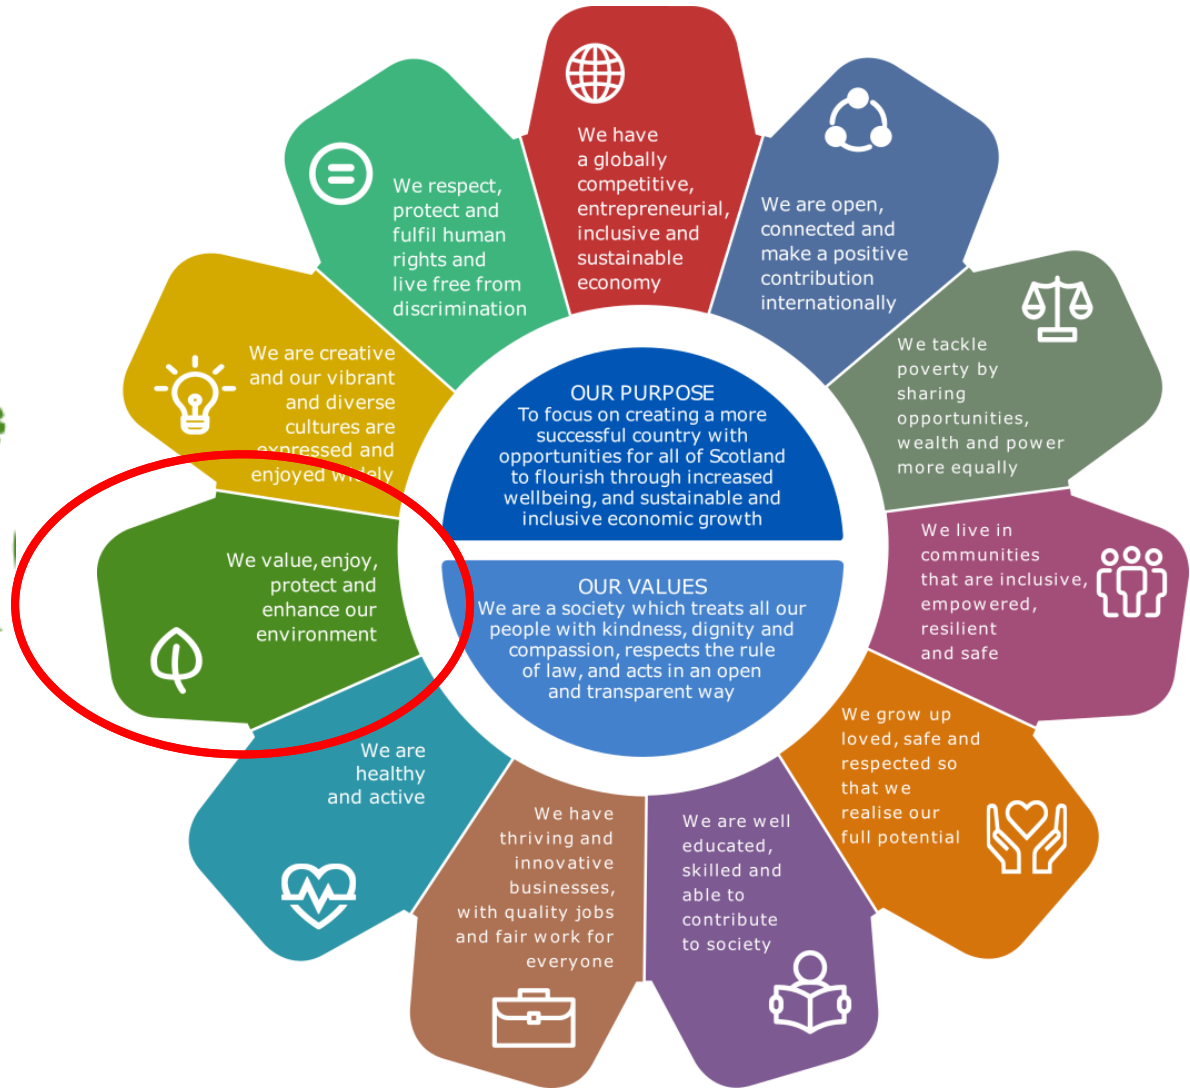 We have
a globally
competitive,
entrepreneurial,
inclusive and
sustainable
economy
We are open,
connected and
make a positive
contribution
internationally
We tackle
poverty by
sharing
opportunities,
wealth and power
more equally
We live in
communities
that are inclusive,
empowered,
resilient
and safe
We grow up
loved, safe and
respected so
that we
realise our
full potential
We are well
educated,
skilled and
able to
contribute
to society
We have
thriving and
innovative
businesses,
with quality jobs
and fair work for
everyone
We are
healthy
and active
We value, enjoy,
protect and
enhance our
environment
We are creative
and our vibrant
and diverse
cultures are
expressed and
enjoyed widely
We respect,
protect and
fulfil human
rights and
live free from
discrimination
OUR PURPOSE
To focus on creating a more
successful country with
opportunities for all of Scotland
to flourish through increased
wellbeing, and sustainable and
inclusive economic growth
OUR VALUES
We are a society which treats all our
people with kindness, dignity and
compassion, respects the rule
of law, and acts in an open
and transparent way